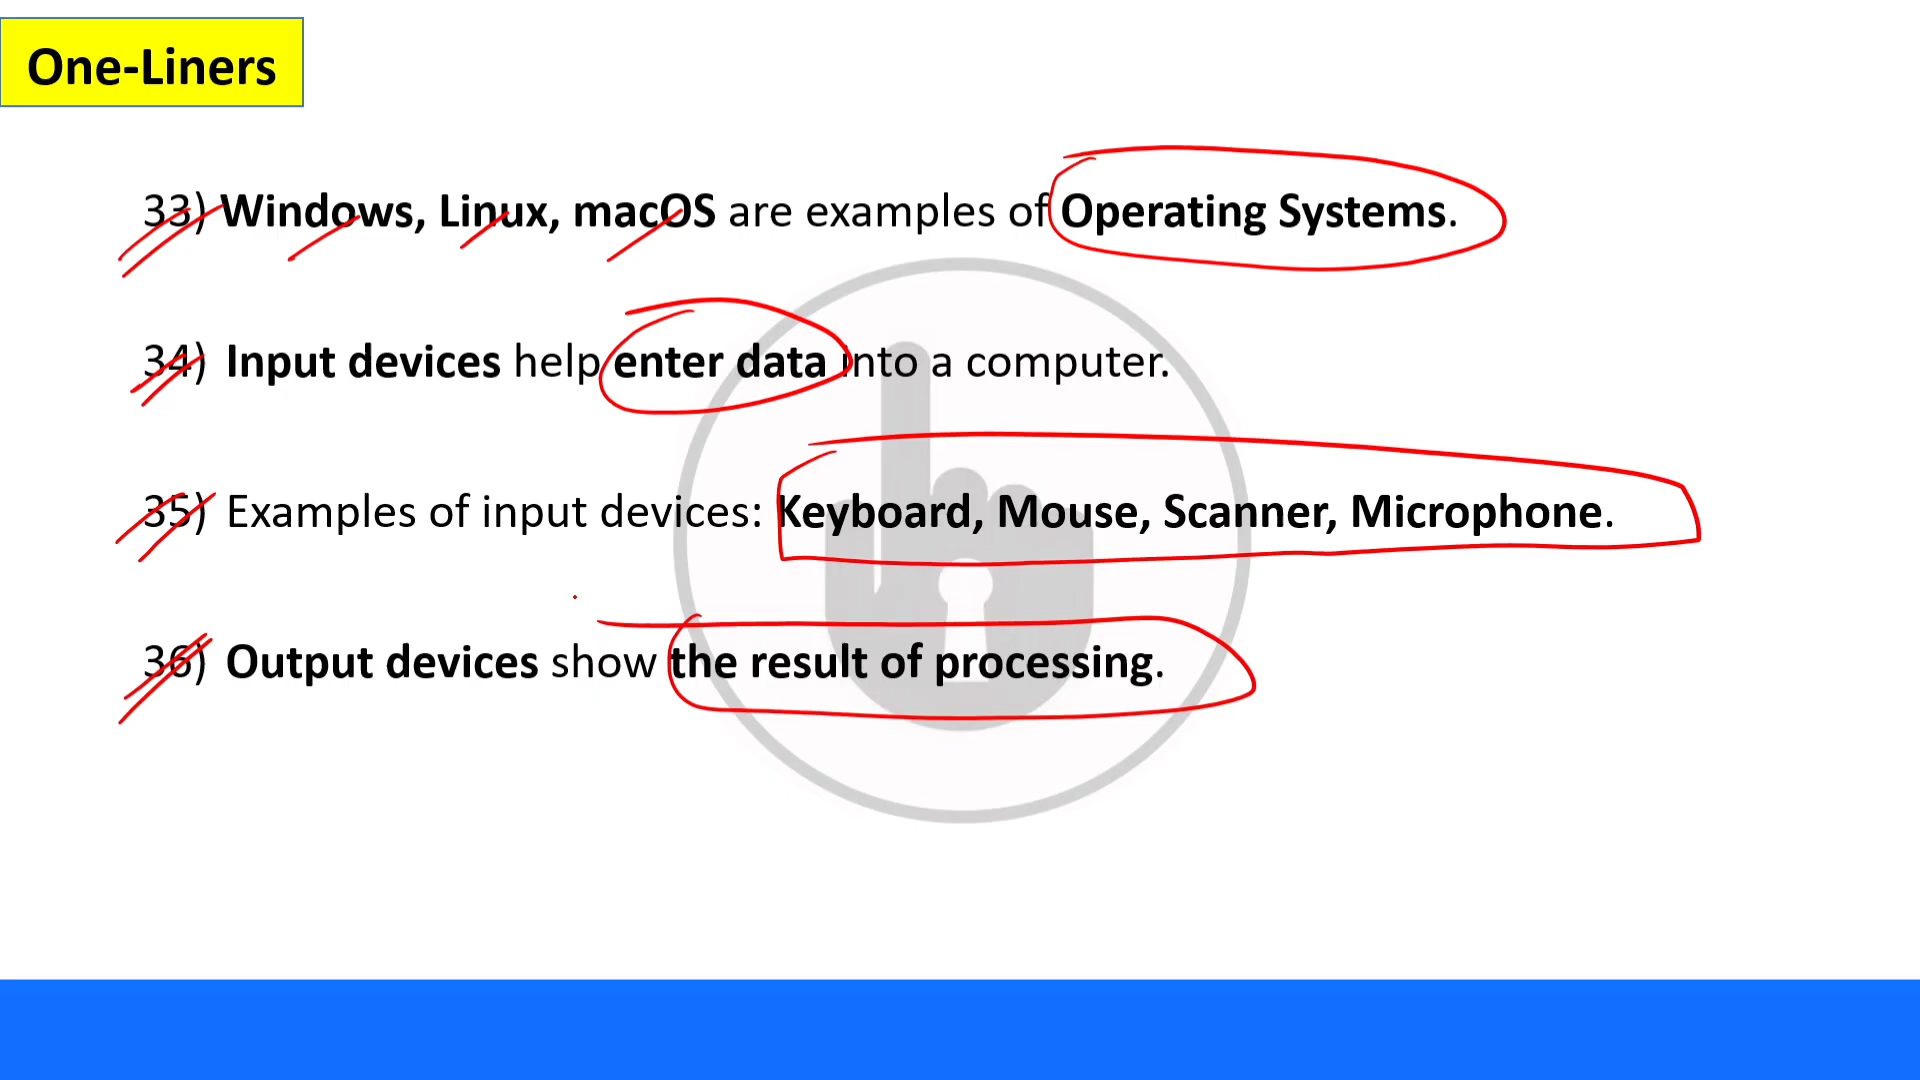 One-Liners
33) Windows, Linux, macOS are examples of Operating Systems.
34) Input devices help enter data into a computer.
35) Examples of input devices: Keyboard, Mouse, Scanner, Microphone.
36) Output devices show the result of processing.